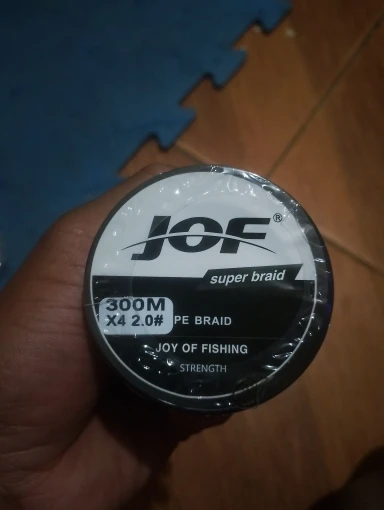 JOF®
super braid
300M
X4 2.0#
PE BRAID
JOY OF FISHING
STRENGTH